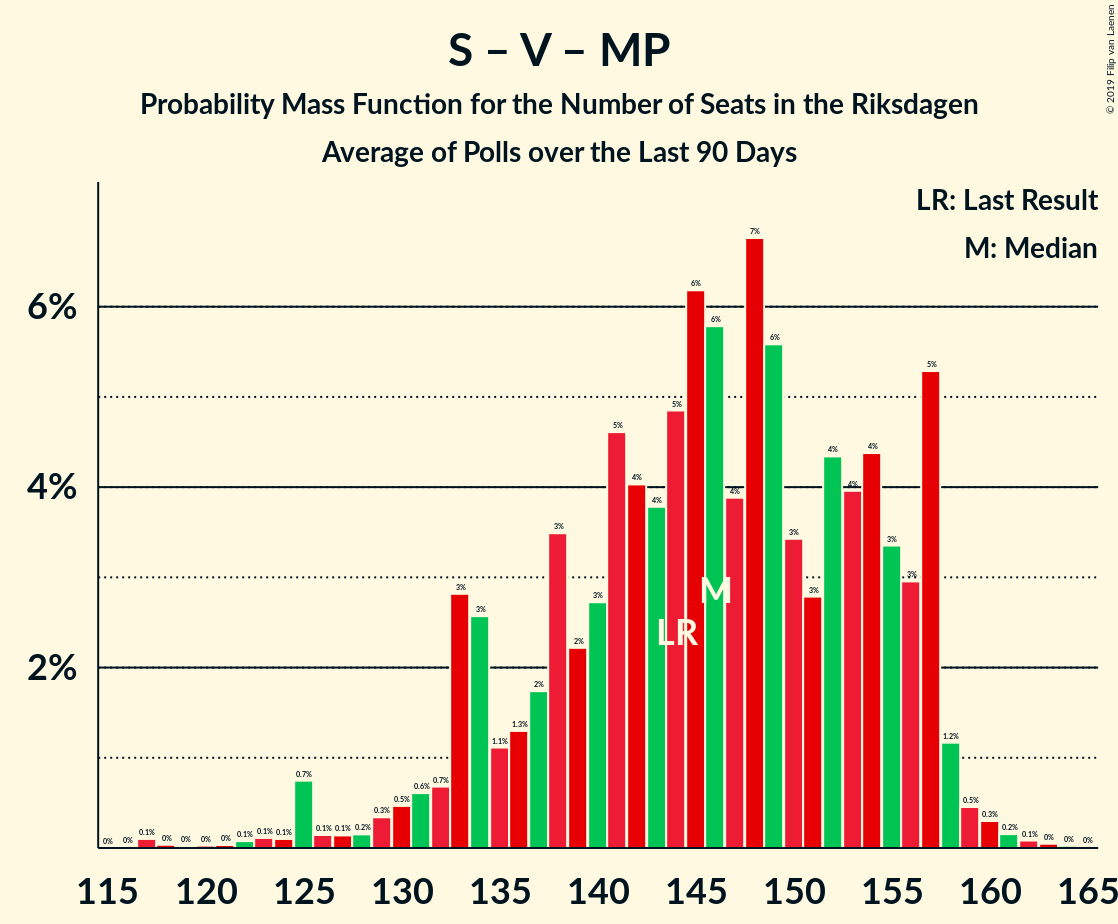 S – V – MP
Probability Mass Function for the Number of Seats in the Riksdagen
Average of Polls over the Last 90 Days
© 2019 Filip van Laenen
LR: Last Result
M: Median
6%
4%
2%
0% 0% 0.1% 0% 0% 0% 0% 0.1% 0.1% 0.1% 0.7% 0.1% 0.1% 0.2% 0.3% 0.5% 0.6% 0.7% 3% 3% 1.1% 1.3% 2% 3% 2% 3% 5% 4% 4% 5% 6% 6% 4% 7% 6% 3% 3% 4% 4% 4% 3% 3% 5% 1.2% 0.5% 0.3% 0.2% 0.1% 0% 0% 0%
M
LR
115 120 125 130 135 140 145 150 155 160 165